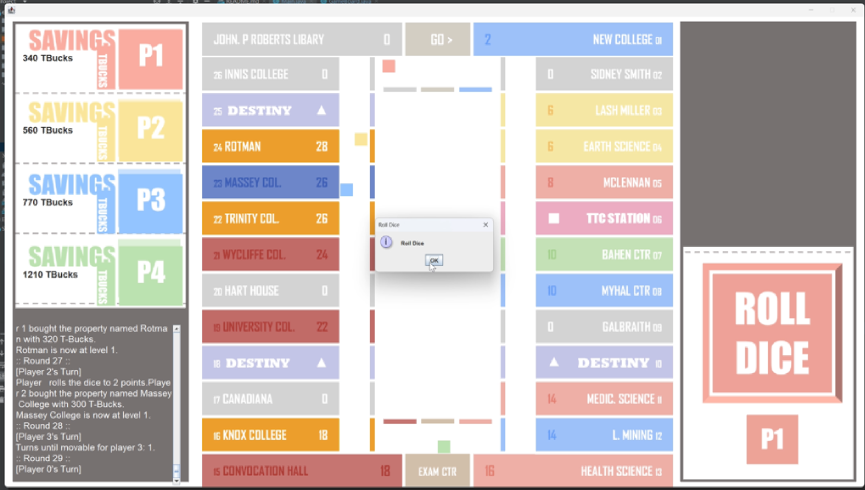 SAVINGS
340 TBucks
TBUCKS
P1
SAVINGS
560 TBucks
TBUCKS
P2
SAVINGS
770 TBucks
TBUCKS
P3
SAVINGS
1210 TBucks
TBUCKS
P4
r 1 bought the property named Rotma
n with 320 T-Bucks.
Rotman is now at level 1.
:: Round 27 ::
[Player 2's Turn]
Player rolls the dice to 2 points.Playe
r 2 bought the property named Massey
College with 300 T-Bucks.
Massey College is now at level 1.
:: Round 28 ::
[Player 3's Turn]
Turns until movable for player 3: 1.
:: Round 29 ::
[Player 0's Turn]
JOHN. P ROBERTS LIBARY 0
GO >
2 NEW COLLEGE 01
26 INNIS COLLEGE 0
0 SIDNEY SMITH 02
25 DESTINY ▲
6 LASH MILLER 03
24 ROTMAN 28
6 EARTH SCIENCE 04
23 MASSEY COL. 26
8 MCLENNAN 05
22 TRINITY COL. 26
TTC STATION 06
21 WYCLIFFE COL. 24
10 BAHEN CTR 07
20 HART HOUSE 0
10 MYHAL CTR 08
19 UNIVERSITY COL. 22
0 GALBRAITH 09
18 DESTINY ▲
▲ DESTINY 10
17 CANADIANA 0
14 MEDIC. SCIENCE 11
16 KNOX COLLEGE 18
14 L. MINING 12
15 CONVOCATION HALL 18
EXAM CTR
16 HEALTH SCIENCE 13
Roll Dice
Roll Dice
OK
ROLL
DICE
P1